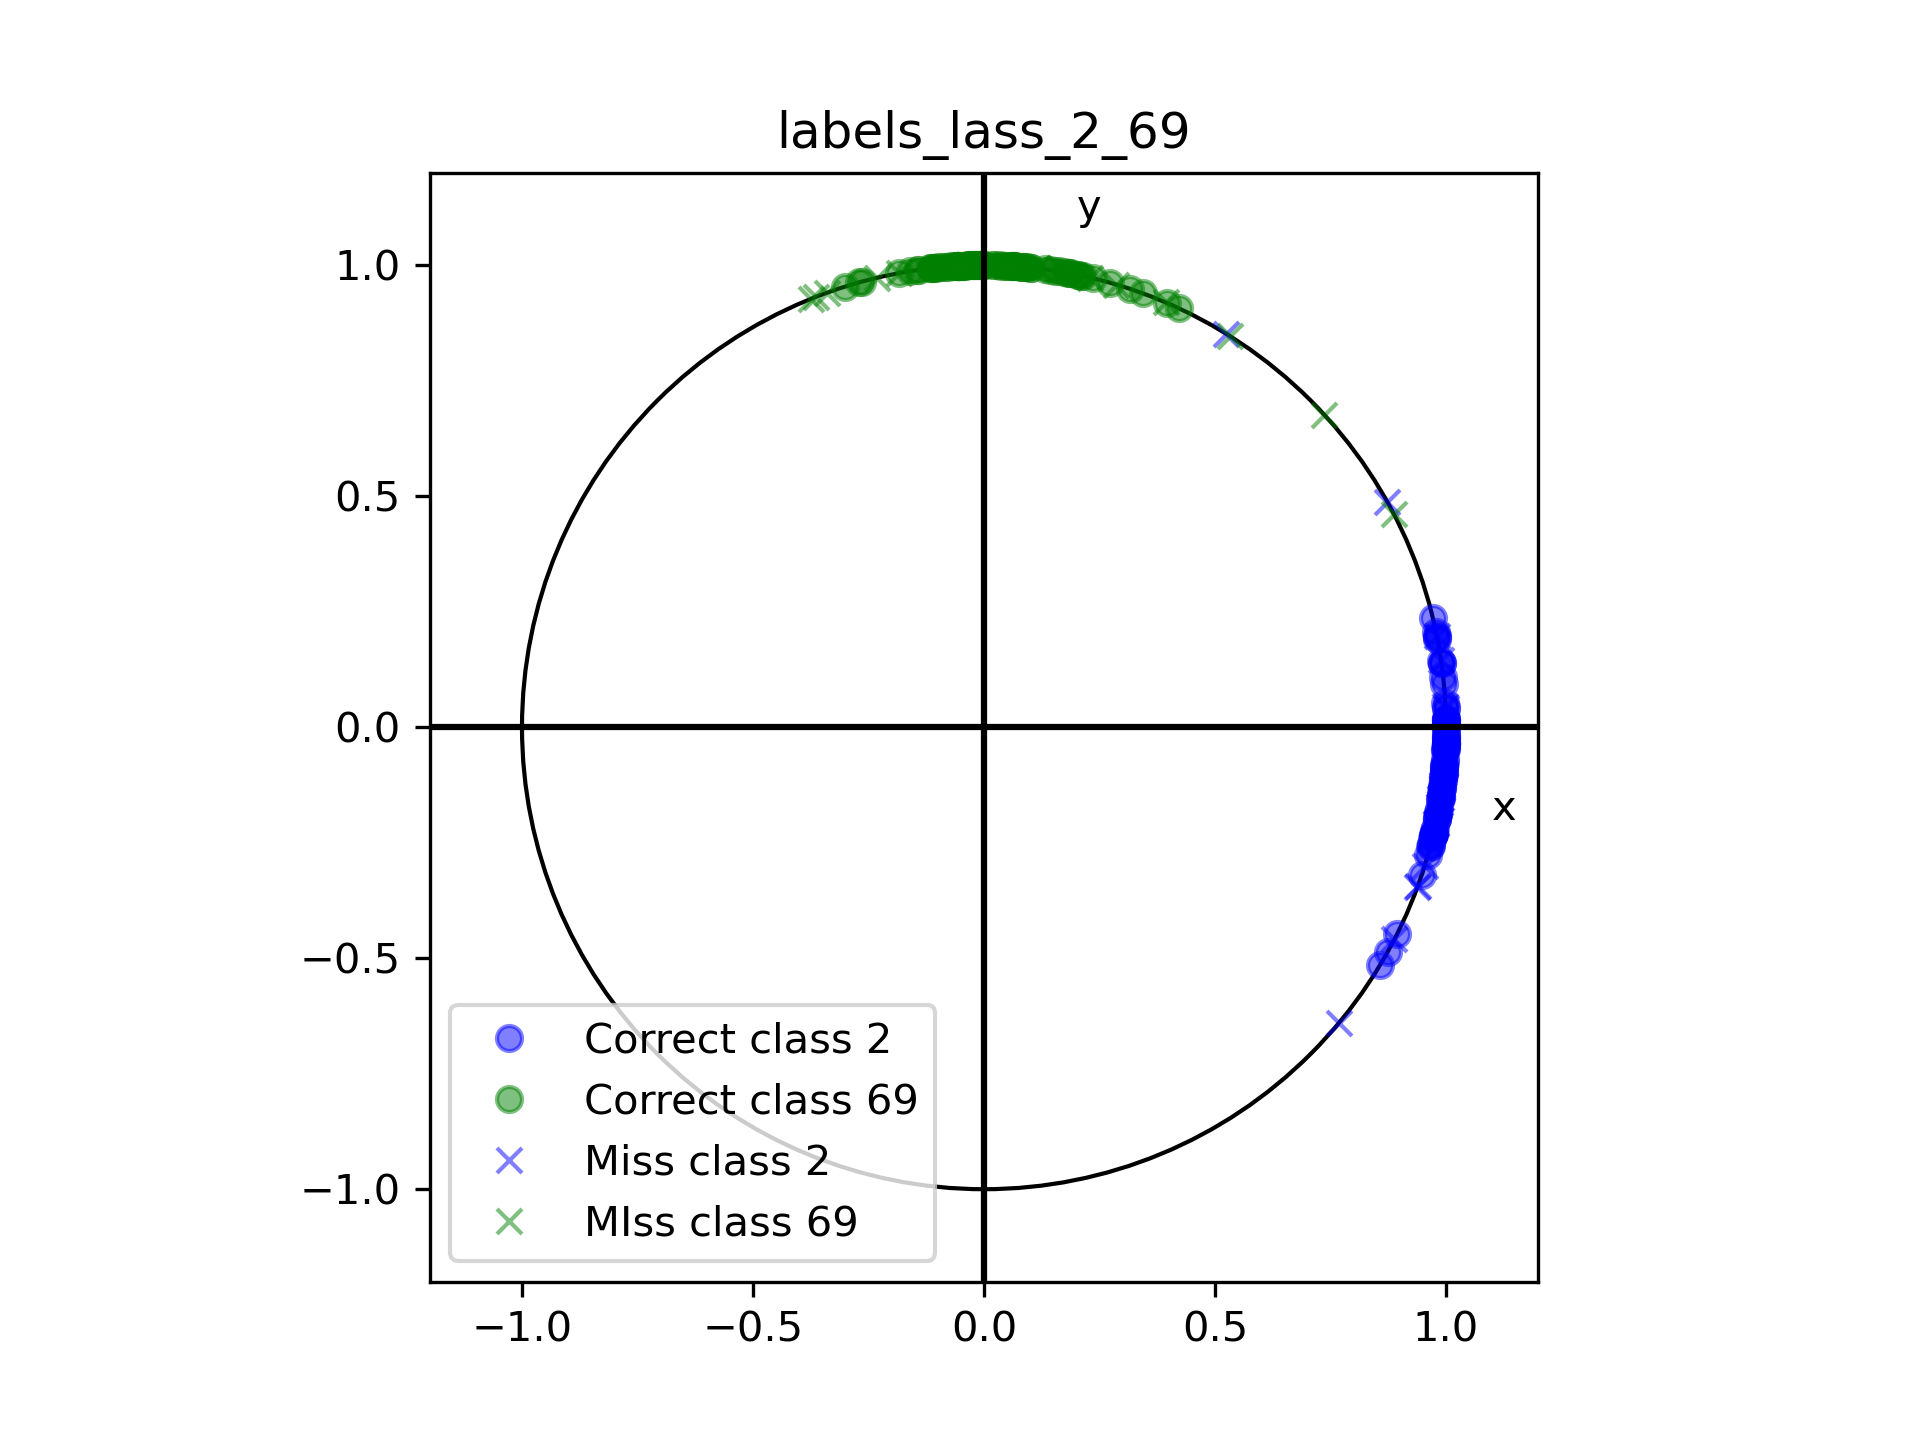 labels_lass_2_69
y
1.0
0.5
0.0
x
−0.5
−1.0
Correct class 2
Correct class 69
Miss class 2
MIss class 69
−1.0 −0.5 0.0 0.5 1.0